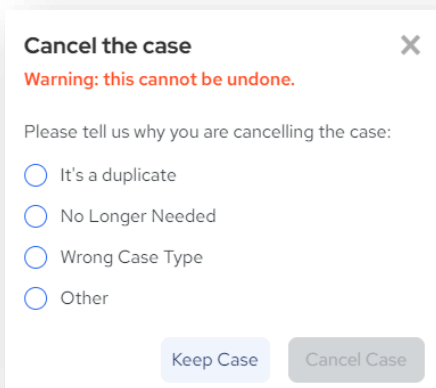 Cancel the case
Warning: this cannot be undone.
Please tell us why you are cancelling the case:
It's a duplicate
No Longer Needed
Wrong Case Type
Other
Keep Case
Cancel Case